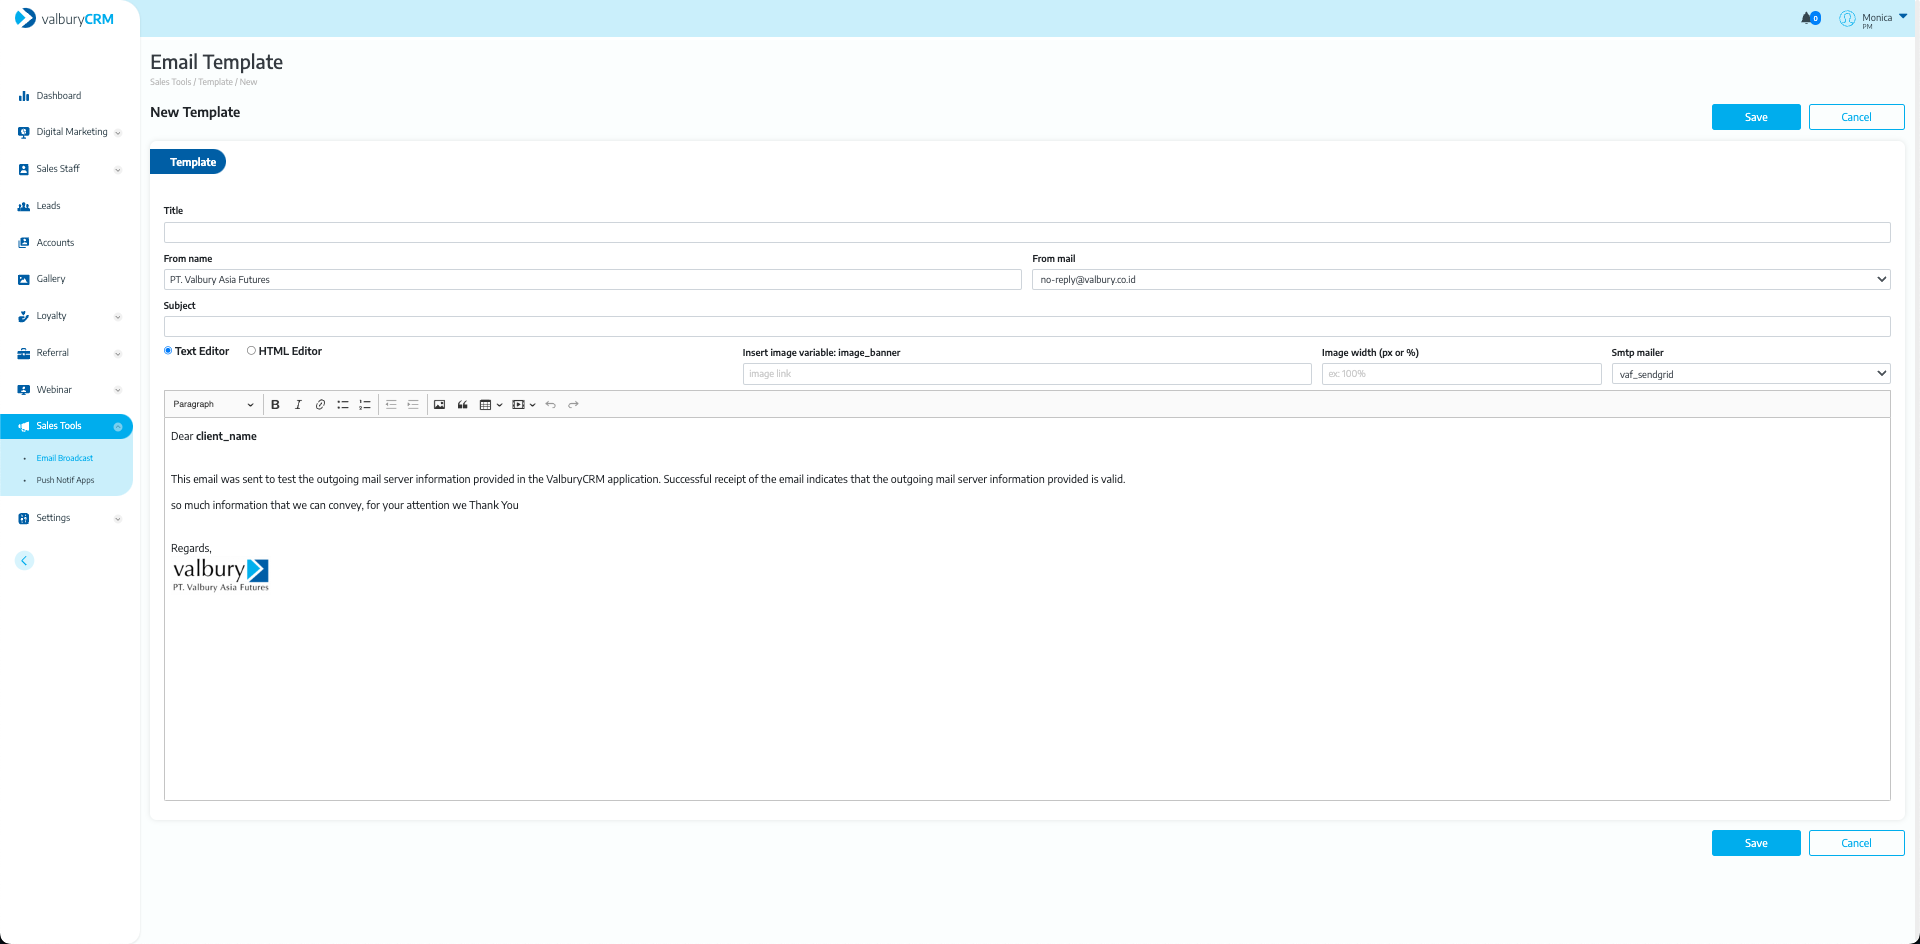 valburyCRM
0
Monica
PM
Dashboard
Digital Marketing
Sales Staff
Leads
Accounts
Gallery
Loyalty
Referral
Webinar
Sales Tools
• Email Broadcast
• Push Notif Apps
Settings
Email Template
Sales Tools / Template / New
New Template
Save Cancel
Template
Title
From name From mail
PT. Valbury Asia Futures no-reply@valbury.co.id
Subject
Text Editor HTML Editor
Insert image variable: image_banner Image width (px or %) Smtp mailer
image link ex: 100% vaf_sendgrid
Paragraph
Dear client_name
This email was sent to test the outgoing mail server information provided in the ValburyCRM application. Successful receipt of the email indicates that the outgoing mail server information provided is valid.
so much information that we can convey, for your attention we Thank You
Regards,
valbury
PT. Valbury Asia Futures
Save Cancel